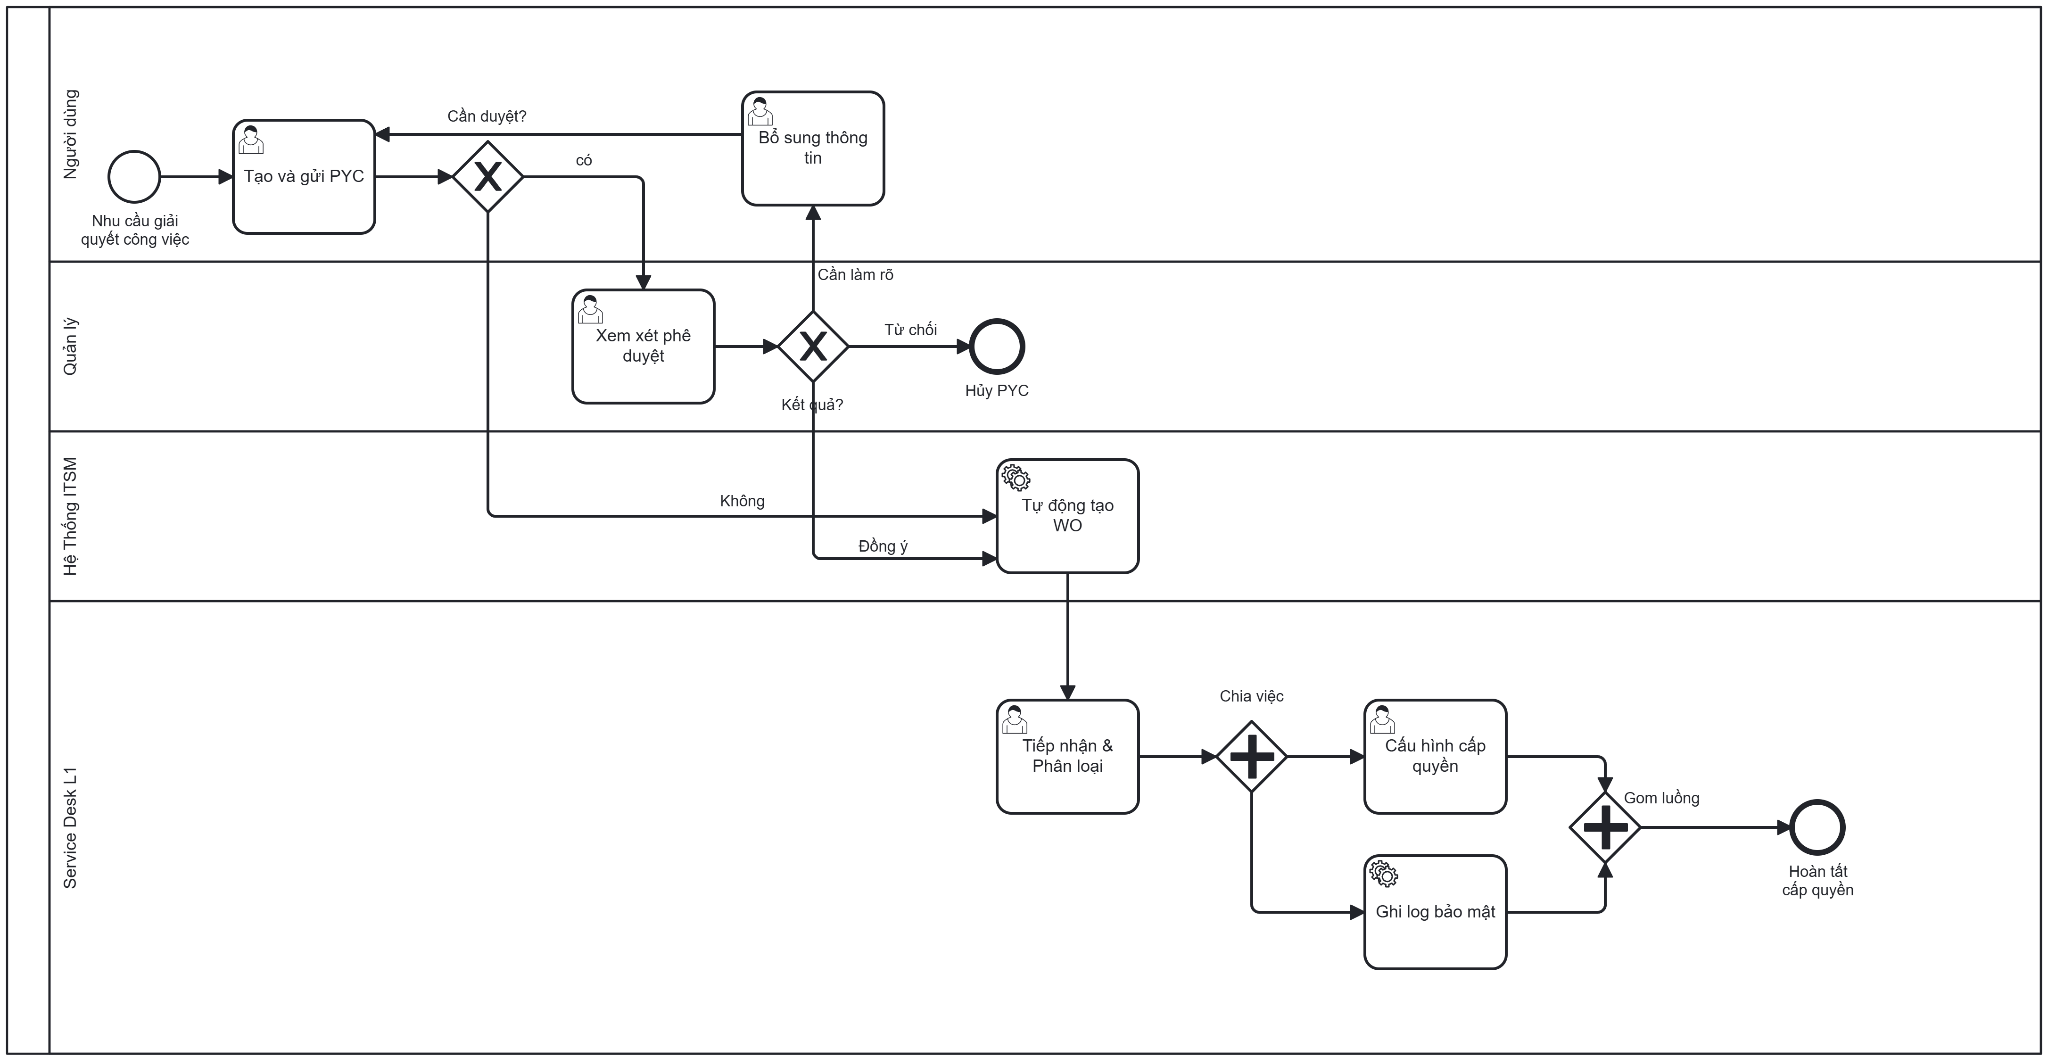 Người dùng
Cần duyệt?
có
Bổ sung thông
tin
Tạo và gửi PYC
Nhu cầu giải
quyết công việc
Quản lý
Cần làm rõ
Xem xét phê
duyệt
Từ chối
Hủy PYC
Kết quả?
Hệ Thống ITSM
Không
Tự động tạo
WO
Đồng ý
Service Desk L1
Chia việc
Tiếp nhận &
Phân loại
Cấu hình cấp
quyền
Gom luồng
Hoàn tất
cấp quyền
Ghi log bảo mật